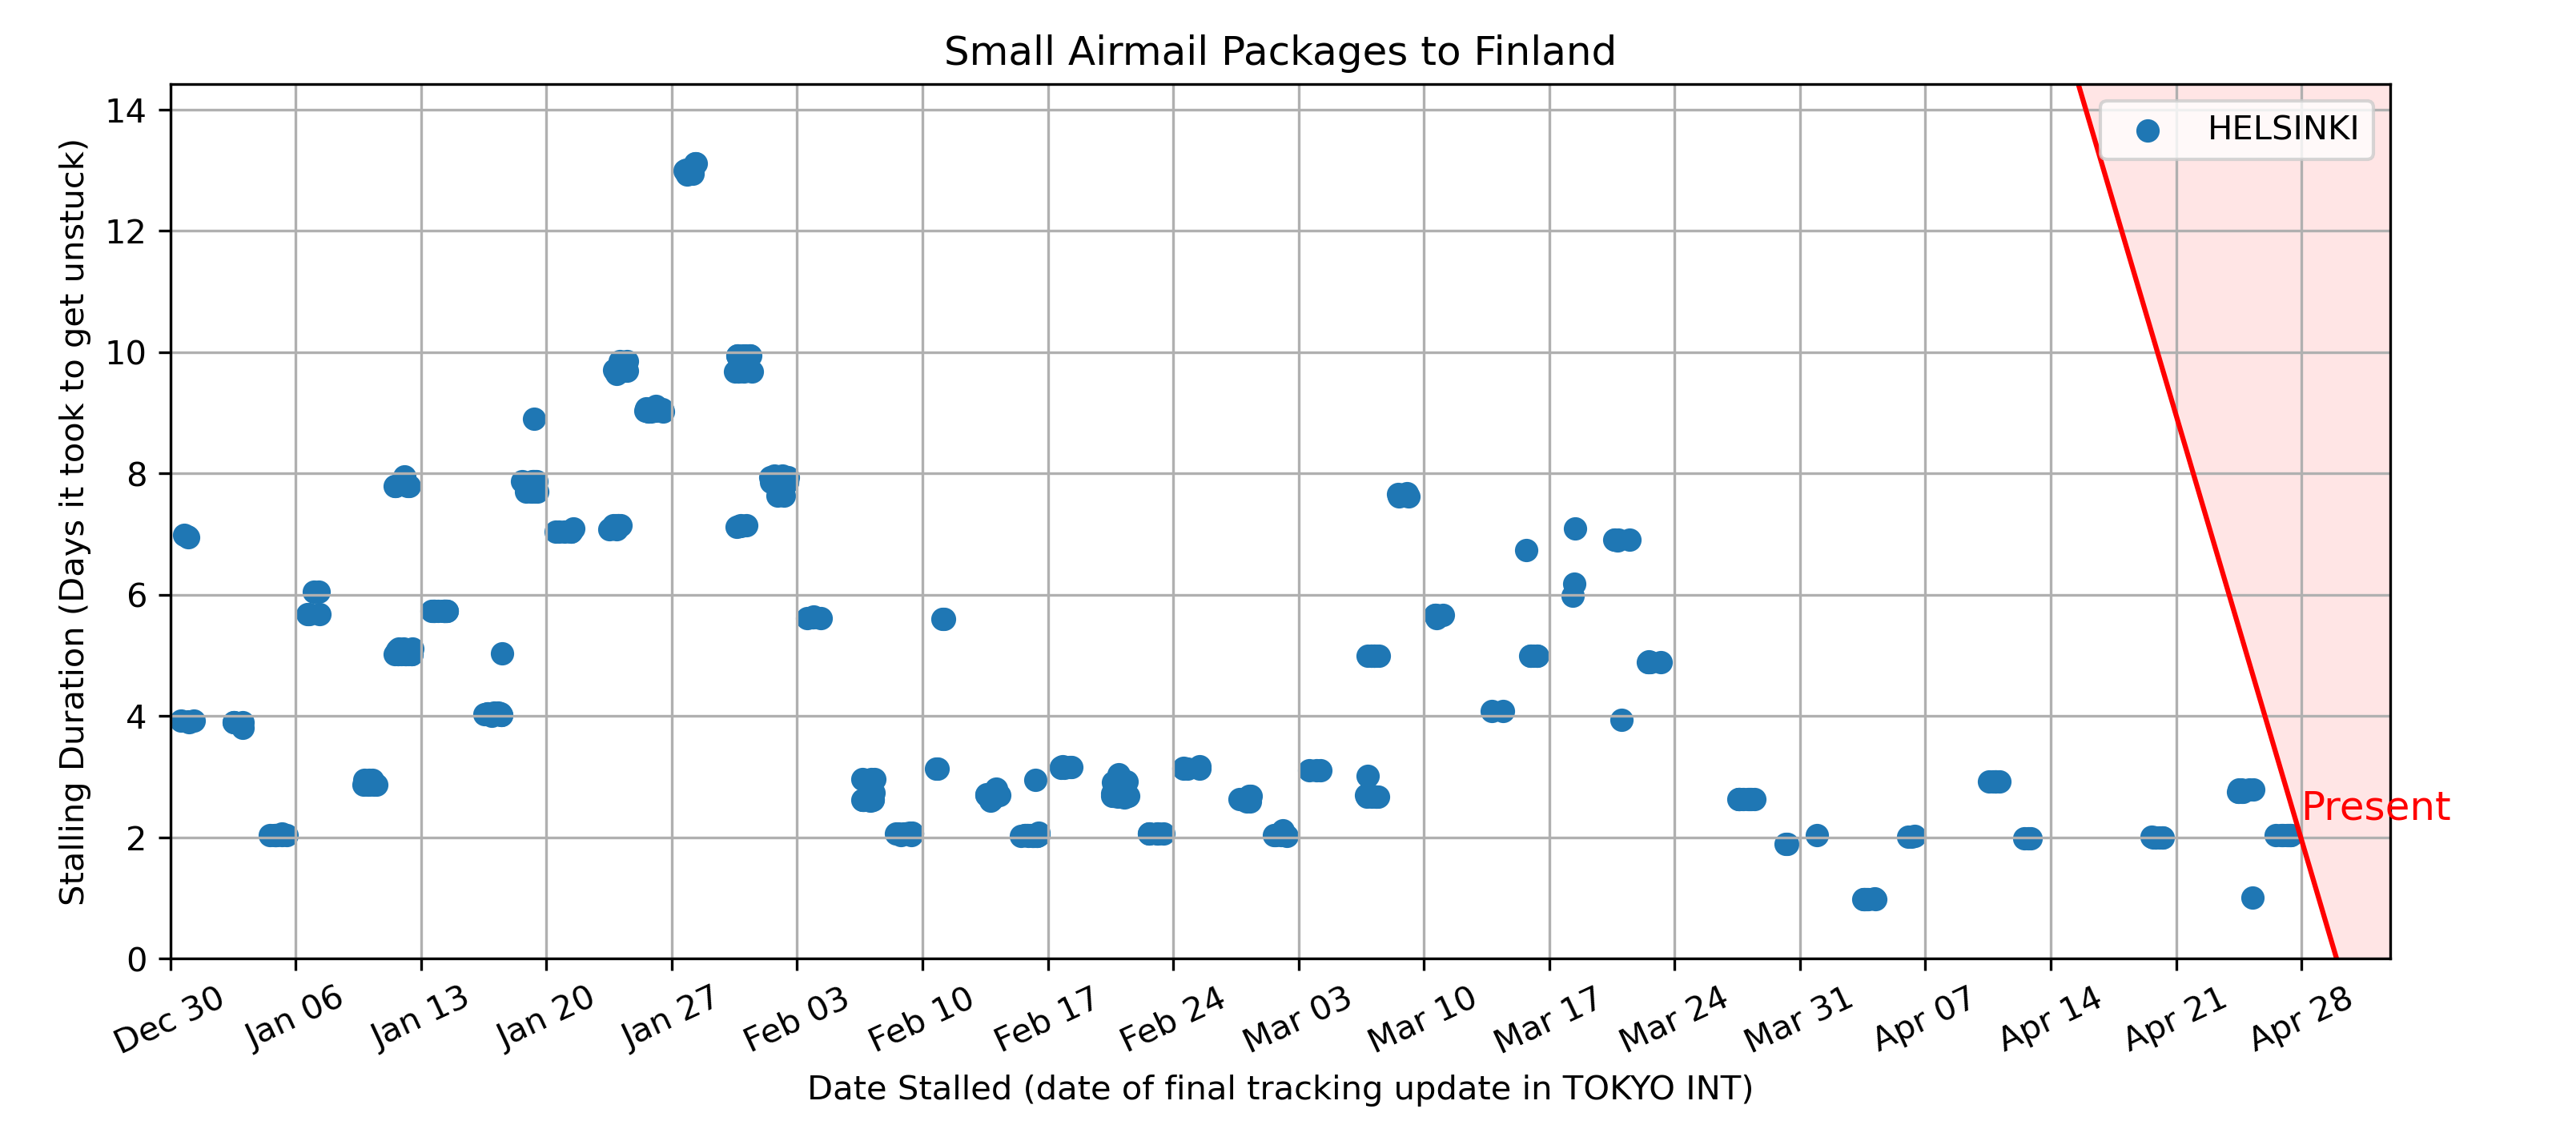 Small Airmail Packages to Finland
Stalling Duration (Days it took to get unstuck)
14
12
10
8
6
4
2
0
HELSINKI
Present
Dec 30
Jan 06
Jan 13
Jan 20
Jan 27
Feb 03
Feb 10
Feb 17
Feb 24
Mar 03
Mar 10
Mar 17
Mar 24
Mar 31
Apr 07
Apr 14
Apr 21
Apr 28
Date Stalled (date of final tracking update in TOKYO INT)